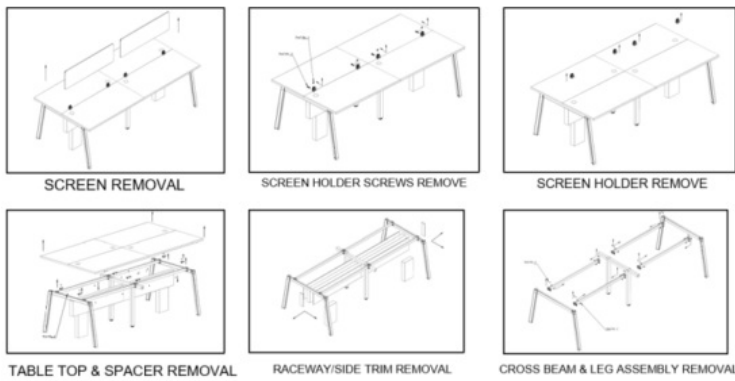 SCREEN REMOVAL
SCREEN HOLDER SCREWS REMOVE
SCREEN HOLDER REMOVE
TABLE TOP & SPACER REMOVAL
RACEWAY/SIDE TRIM REMOVAL
CROSS BEAM & LEG ASSEMBLY REMOVAL